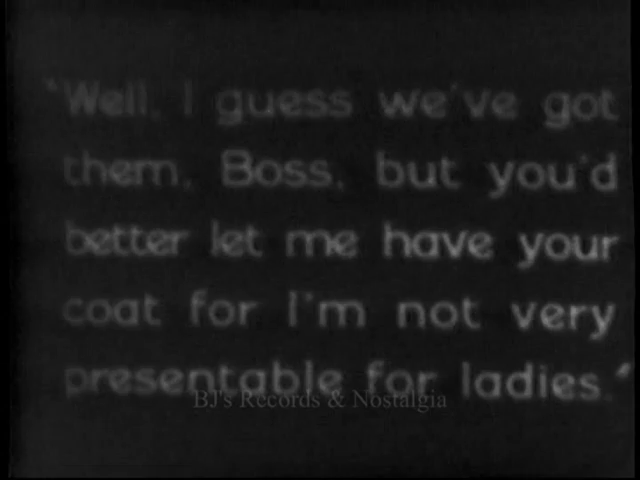 "Well, I guess we've got
them, Boss, but you'd
better let me have your
coat for I'm not very
presentable for ladies."
BJ's Records & Nostalgia